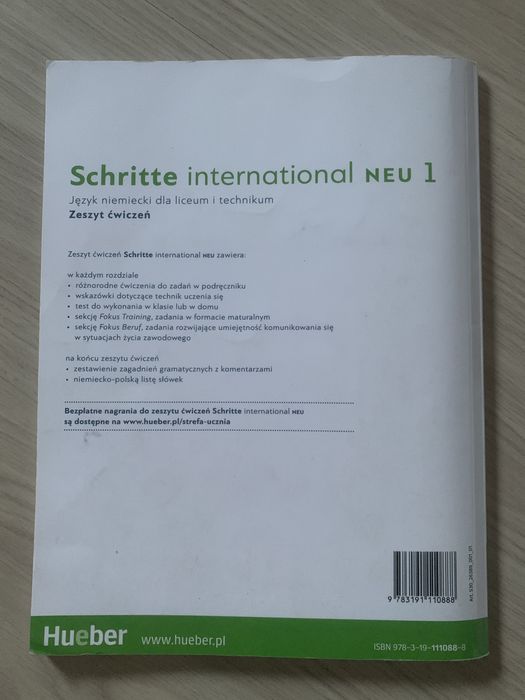 Schritte international NEU 1
Język niemiecki dla liceum i technikum
Zeszyt ćwiczeń
Zeszyt ćwiczeń Schritte international NEU zawiera:
w każdym rozdziale
• różnorodne ćwiczenia do zadań w podręczniku
• wskazówki dotyczące technik uczenia się
• test do wykonania w klasie lub w domu
• sekcję Fokus Training, zadania w formacie maturalnym
• sekcję Fokus Beruf, zadania rozwijające umiejętność komunikowania się
w sytuacjach życia zawodowego
na końcu zeszytu ćwiczeń
• zestawienie zagadnień gramatycznych z komentarzami
• niemiecko-polską listę słówek
Bezpłatne nagrania do zeszytu ćwiczeń Schritte international NEU
są dostępne na www.hueber.pl/strefa-ucznia
9 783191 110888
Hueber www.hueber.pl
ISBN 978-3-19-111088-8